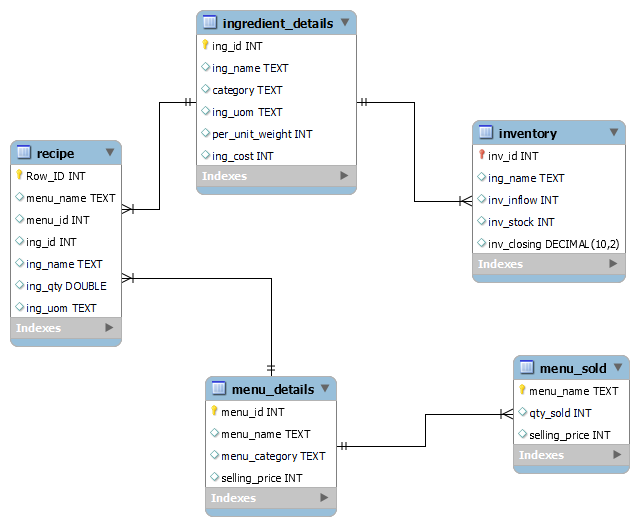 ingredient_details
ing_id INT
ing_name TEXT
category TEXT
ing_uom TEXT
per_unit_weight INT
ing_cost INT
Indexes
inventory
inv_id INT
ing_name TEXT
inv_inflow INT
inv_stock INT
inv_closing DECIMAL(10,2)
Indexes
recipe
Row_ID INT
menu_name TEXT
menu_id INT
ing_id INT
ing_name TEXT
ing_qty DOUBLE
ing_uom TEXT
Indexes
menu_details
menu_id INT
menu_name TEXT
menu_category TEXT
selling_price INT
Indexes
menu_sold
menu_name TEXT
qty_sold INT
selling_price INT
Indexes